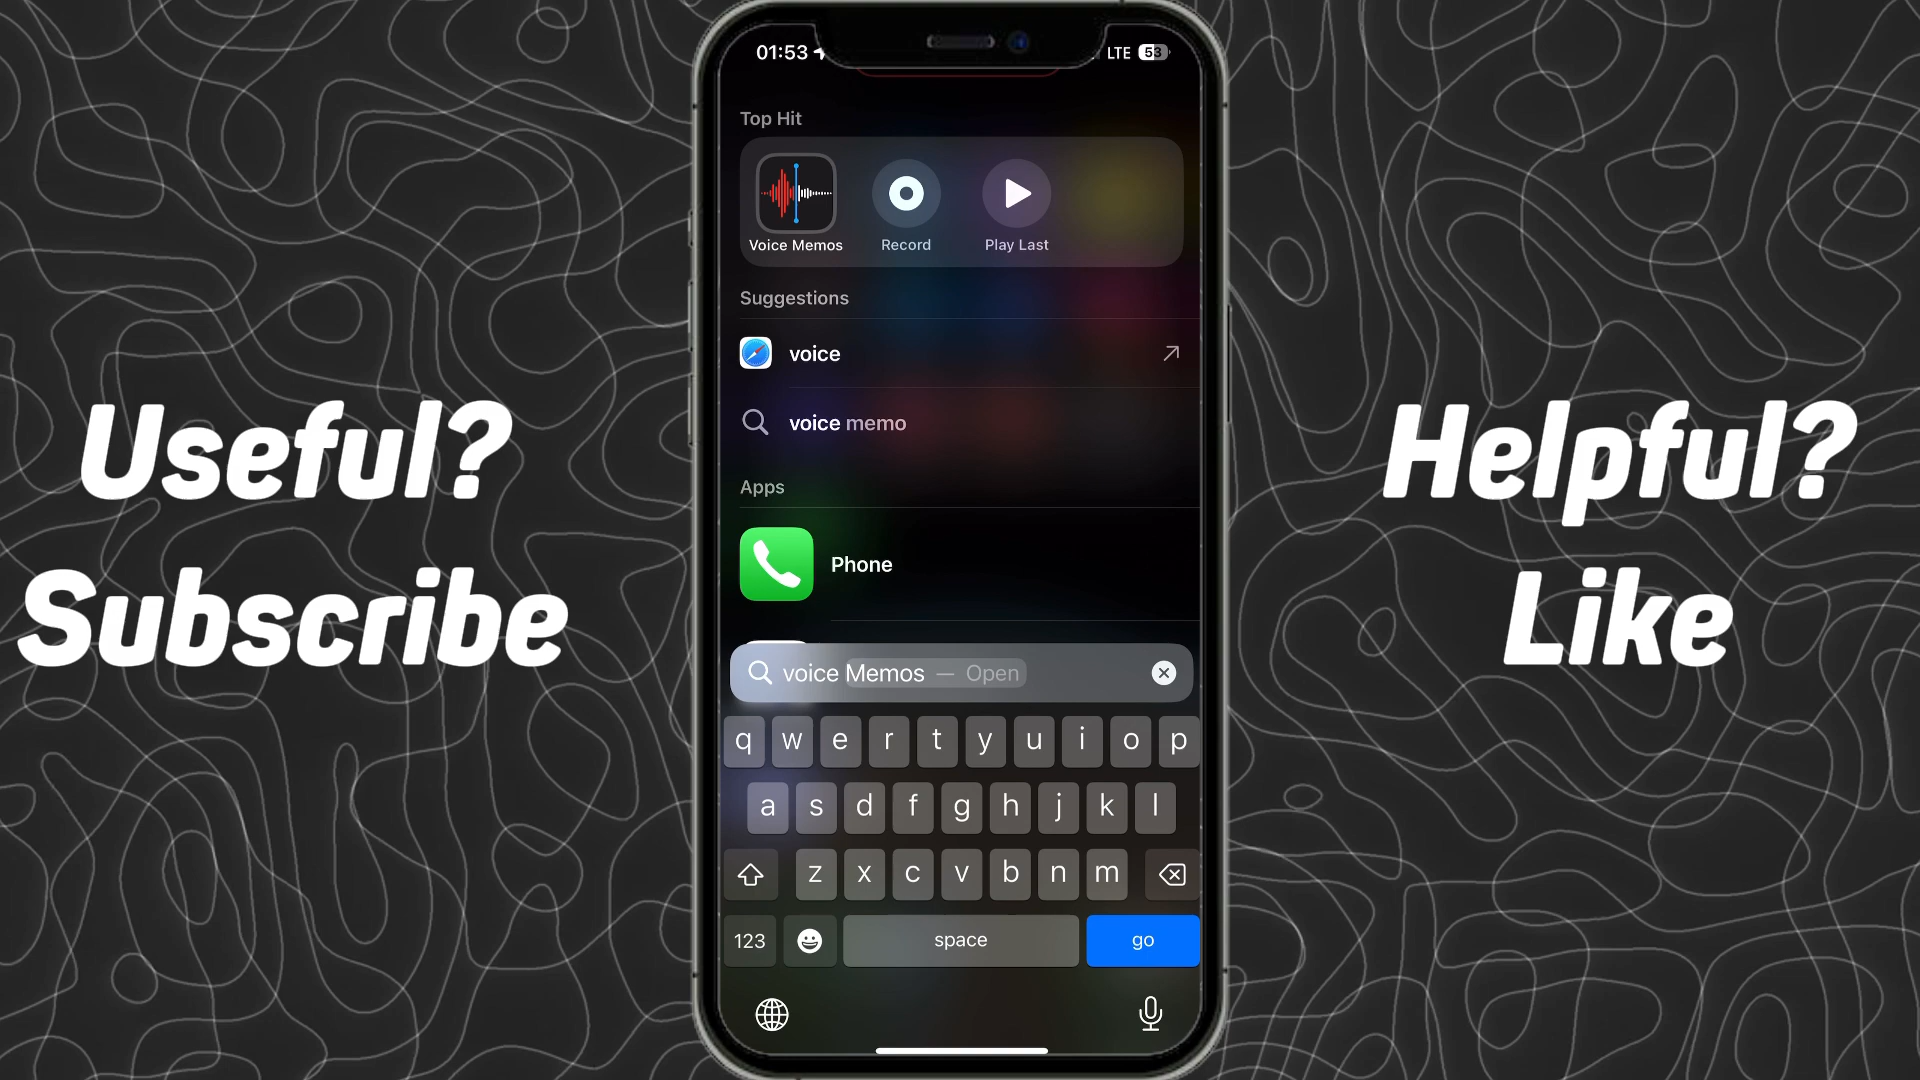 01:53
LTE 53
Top Hit
Voice Memos
Record
Play Last
Suggestions
voice
voice memo
Apps
Phone
voice Memos — Open
q w e r t y u i o p
a s d f g h j k l
z x c v b n m
123
space
go
Useful?
Subscribe
Helpful?
Like